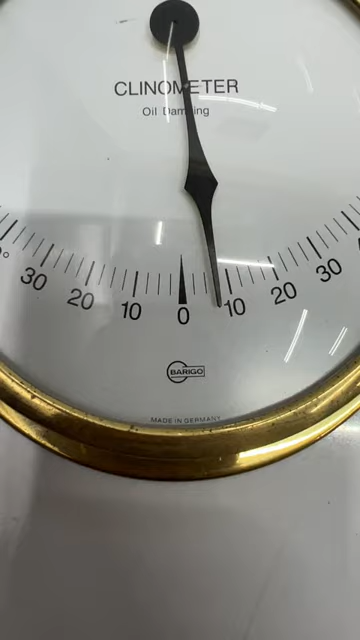 CLINOMETER
Oil Damping
30 20 10 0 10 20 30
BARIGO
MADE IN GERMANY